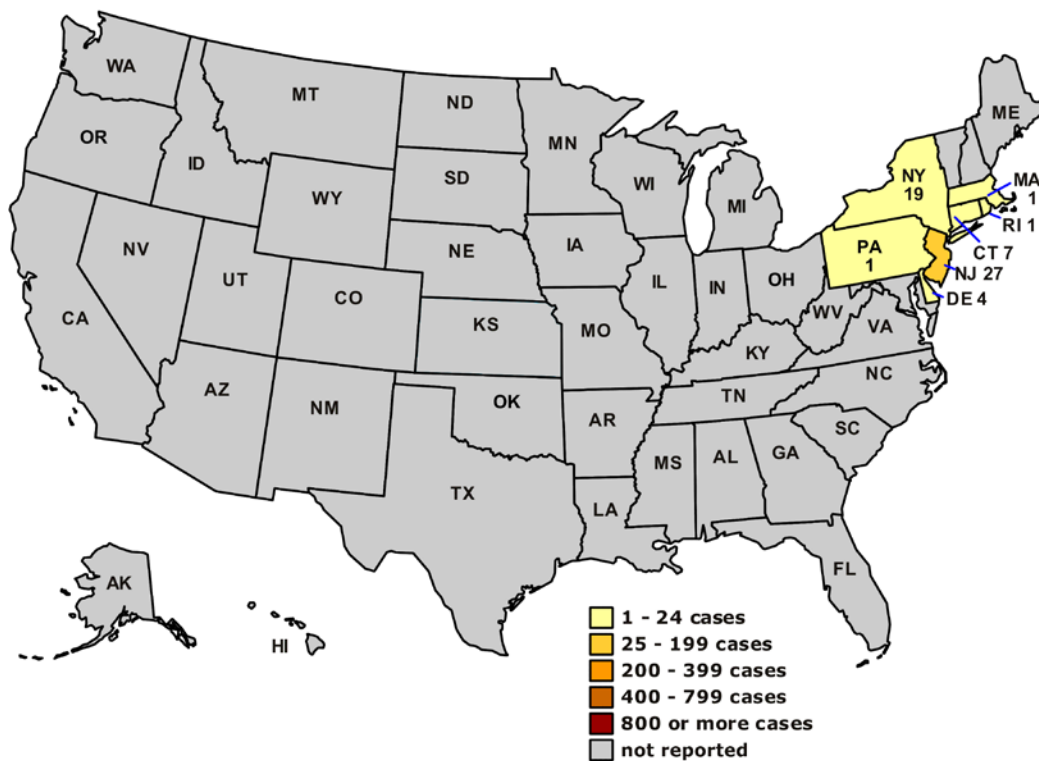 WA
MT
ND
MN
ME
OR
ID
SD
WI
NY
19
MA
1
WY
MI
RI 1
NV
NE
IA
PA
1
CT 7
NJ 27
UT
CO
IL
IN
OH
DE 4
CA
KS
MO
WV
VA
KY
AZ
NM
OK
TN
NC
AR
SC
TX
MS
AL
GA
LA
FL
AK
HI
1 - 24 cases
25 - 199 cases
200 - 399 cases
400 - 799 cases
800 or more cases
not reported